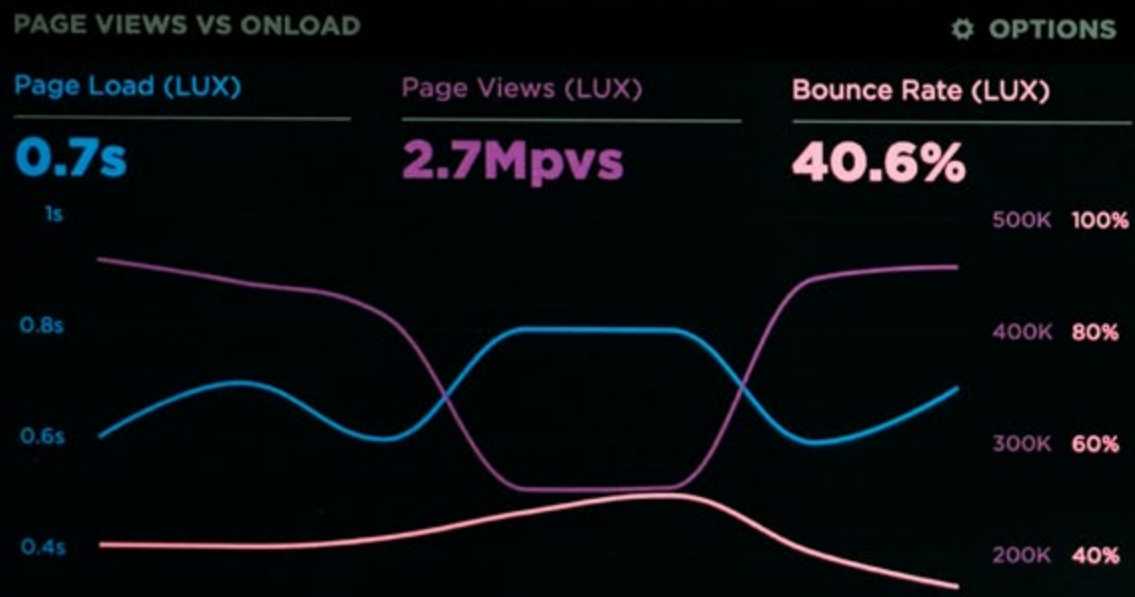 PAGE VIEWS VS ONLOAD
OPTIONS
Page Load (LUX)
Page Views (LUX)
Bounce Rate (LUX)
0.7s
2.7Mpvs
40.6%
1s
500K 100%
0.8s
400K 80%
0.6s
300K 60%
0.4s
200K 40%